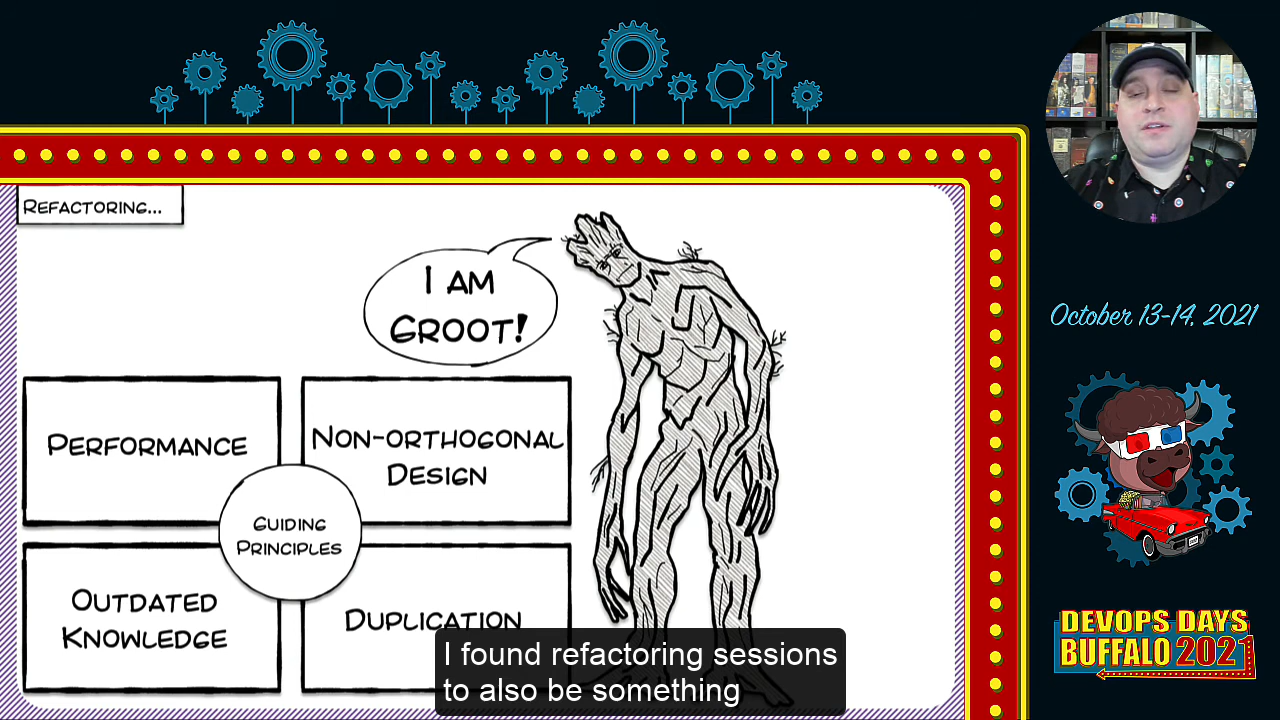 Refactoring...
I am
Groot!
Performance
Non-orthogonal
Design
Guiding
Principles
Outdated
Knowledge
Duplication
I found refactoring sessions
to also be something
October 13-14, 2021
DEVOPS DAYS
BUFFALO 2021